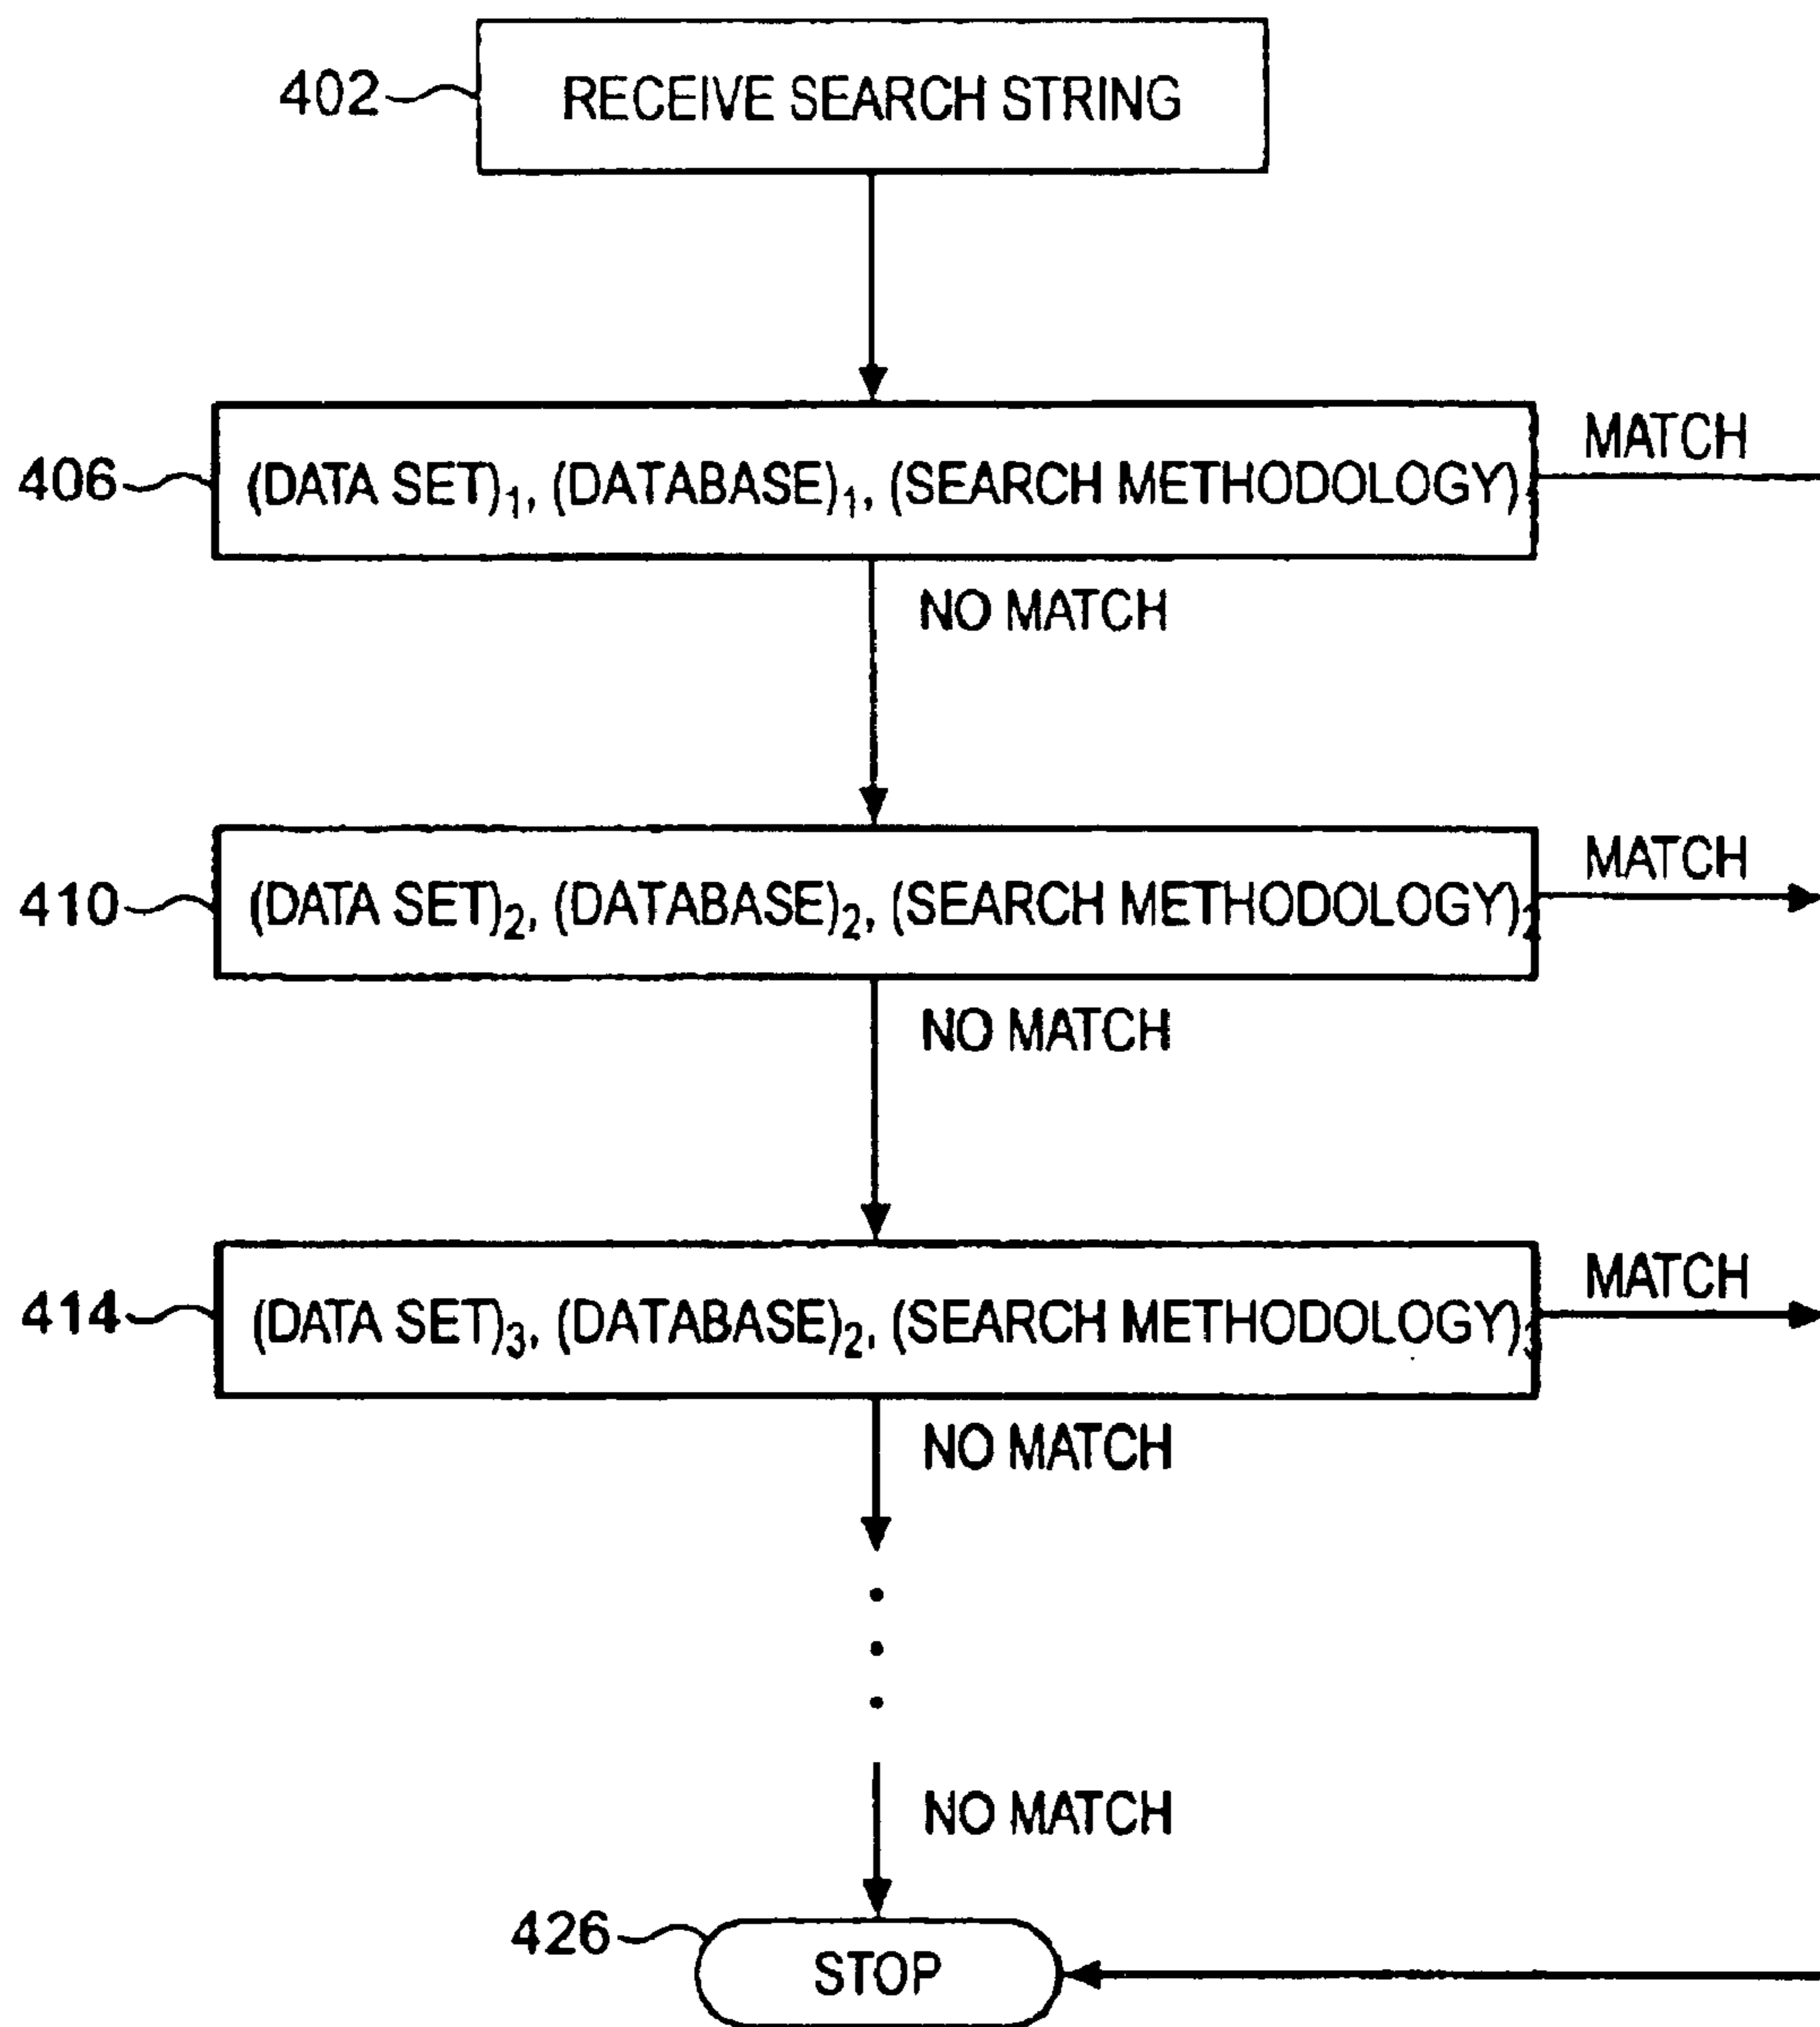 402 RECEIVE SEARCH STRING
406 (DATA SET)₁, (DATABASE)₁, (SEARCH METHODOLOGY) MATCH
NO MATCH
410 (DATA SET)₂, (DATABASE)₂, (SEARCH METHODOLOGY)₂ MATCH
NO MATCH
414 (DATA SET)₃, (DATABASE)₂, (SEARCH METHODOLOGY)₃ MATCH
NO MATCH
NO MATCH
426 STOP